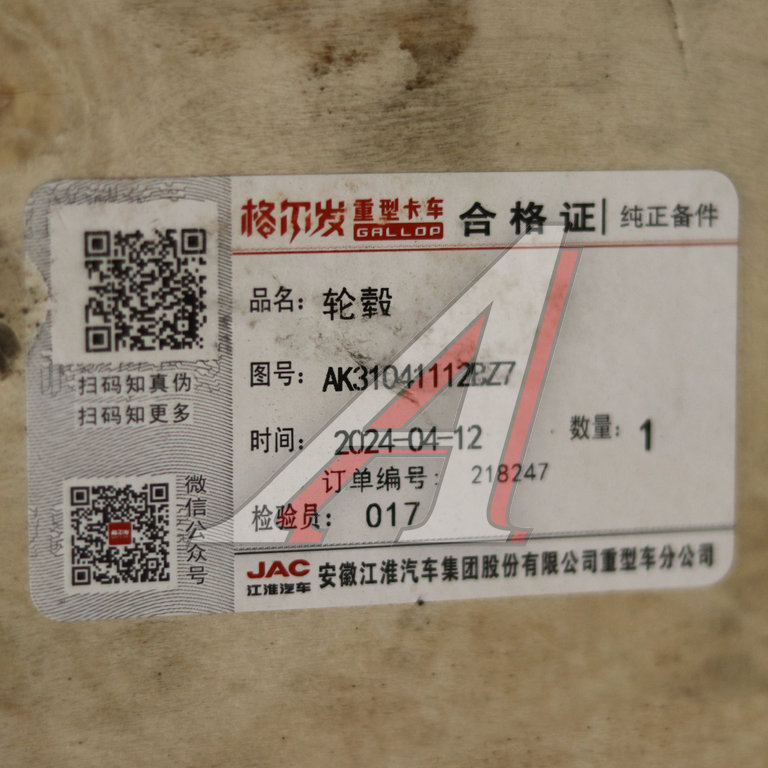 格尔发 重型卡车 GALLOP 合格证 | 纯正备件
品名： 轮毂
图号： AK31041112BZ7
时间： 2024-04-12 数量： 1
订单编号： 218247
检验员： 017
JAC 江淮汽车 安徽江淮汽车集团股份有限公司重型车分公司
扫码知真伪
扫码知更多
微信公众号